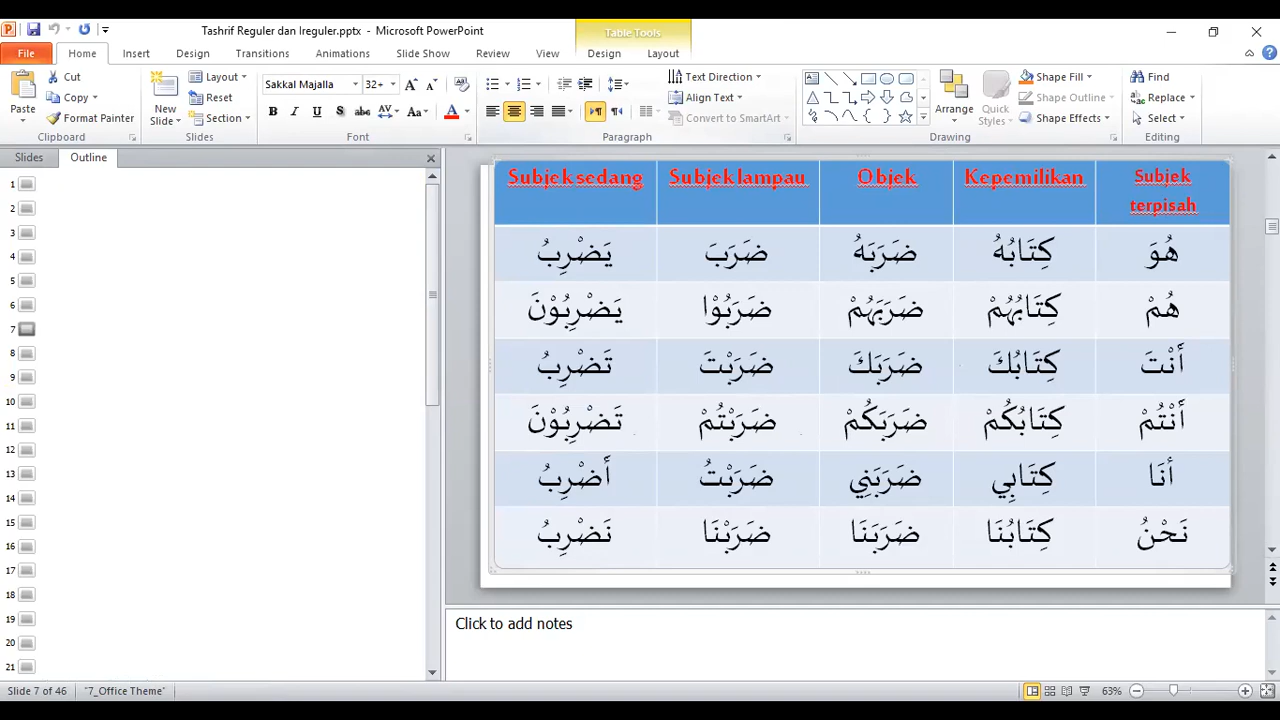 Tashrif Reguler dan Ireguler.pptx - Microsoft PowerPoint
Table Tools
File Home Insert Design Transitions Animations Slide Show Review View Design Layout
Paste
Cut
Copy
Format Painter
Clipboard
New Slide
Layout
Reset
Section
Slides
Sakkal Majalla 32+
Font
Paragraph
Text Direction
Align Text
Convert to SmartArt
Arrange
Quick Styles
Shape Fill
Shape Outline
Shape Effects
Drawing
Find
Replace
Select
Editing
Slides Outline
1
2
3
4
5
6
7
8
9
10
11
12
13
14
15
16
17
18
19
20
21
Subjek sedang Subjek lampau Objek Kepemilikan Subjek terpisah
هُوَ كِتَابُهُ ضَرَبَهُ ضَرَبَ يَضْرِبُ
هُمْ كِتَابُهُمْ ضَرَبَهُمْ ضَرَبُوْا يَضْرِبُوْنَ
أَنْتَ كِتَابُكَ ضَرَبَكَ ضَرَبْتَ تَضْرِبُ
أَنْتُمْ كِتَابُكُمْ ضَرَبَكُمْ ضَرَبْتُمْ تَضْرِبُوْنَ
أنَا كِتَابِي ضَرَبَنِي ضَرَبْتُ أَضْرِبُ
نَحْنُ كِتَابُنَا ضَرَبَنَا ضَرَبْنَا نَضْرِبُ
Click to add notes
Slide 7 of 46 "7_Office Theme" 63%